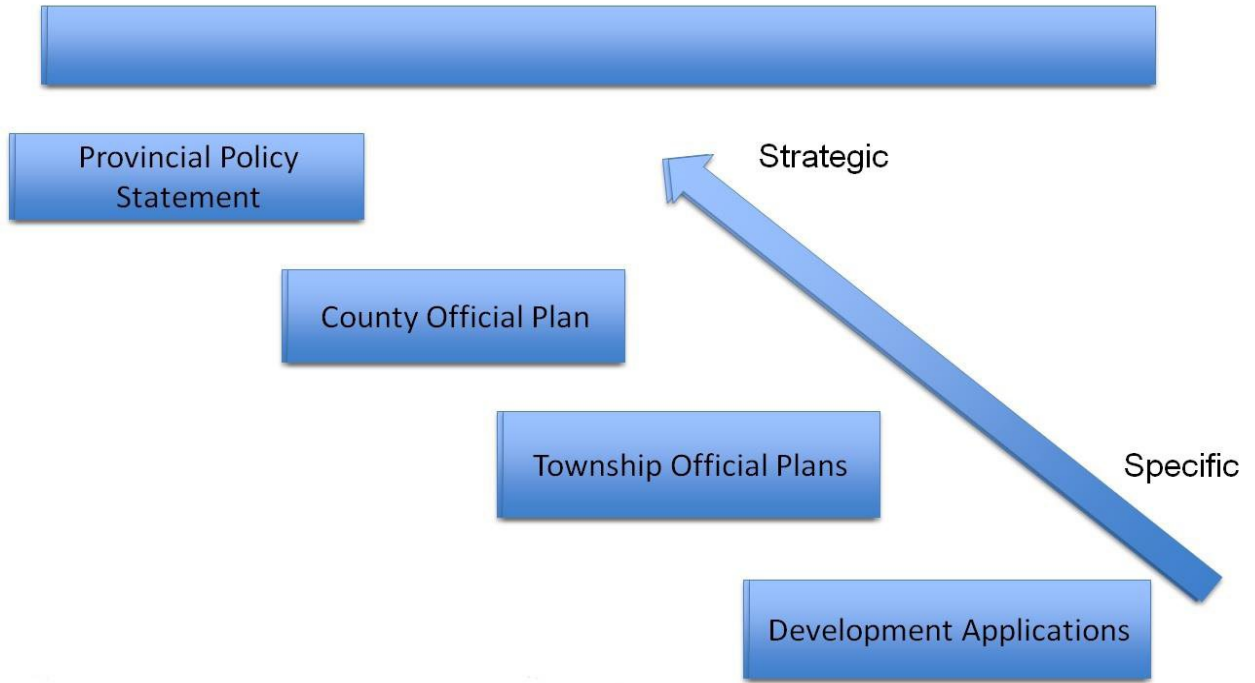 Provincial Policy
Statement
Strategic
County Official Plan
Township Official Plans
Specific
Development Applications